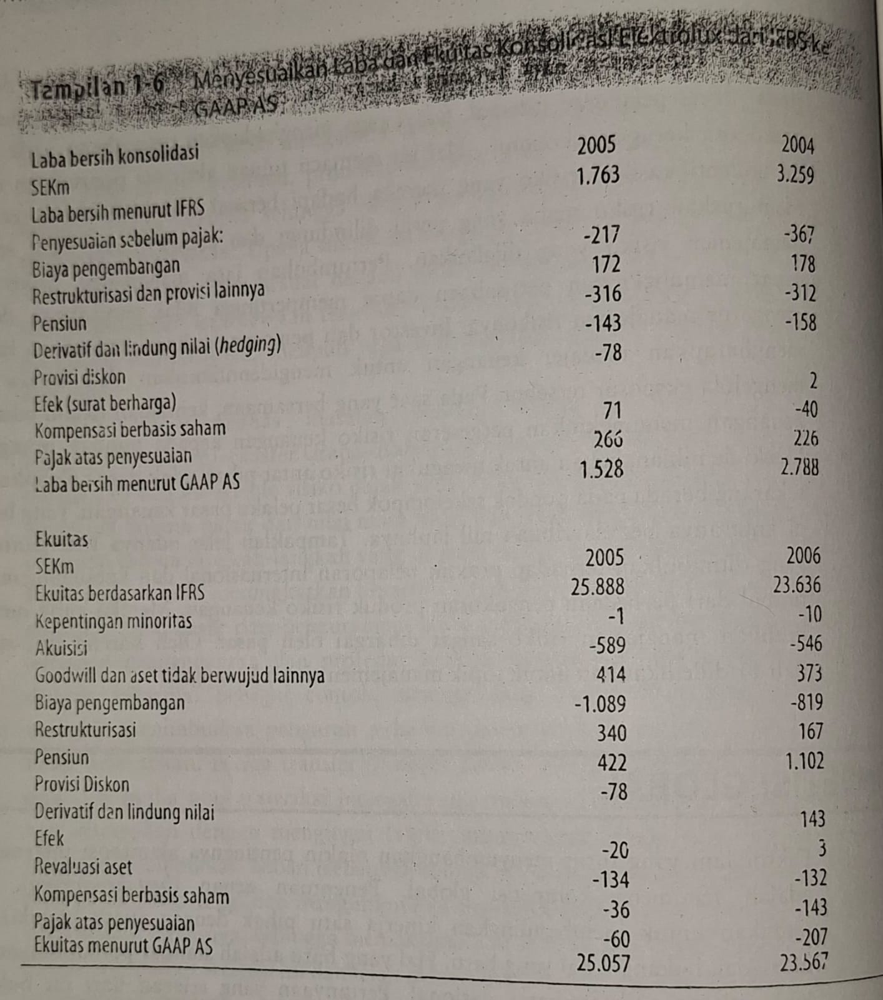 Tampilan 1-6 Menyesuaikan Laba dan Ekuitas Konsolidasi Elektrolux dari IFRS ke
GAAP AS
Laba bersih konsolidasi 2005 2004
SEKm 1.763 3.259
Laba bersih menurut IFRS
Penyesuaian sebelum pajak: -217 -367
Biaya pengembangan 172 178
Restrukturisasi dan provisi lainnya -316 -312
Pensiun -143 -158
Derivatif dan lindung nilai (hedging) -78
Provisi diskon 2
Efek (surat berharga) 71 -40
Kompensasi berbasis saham 266 226
Pajak atas penyesuaian 1.528 2.788
Laba bersih menurut GAAP AS
Ekuitas
SEKm 2005 2006
Ekuitas berdasarkan IFRS 25.888 23.636
Kepentingan minoritas -1 -10
Akuisisi -589 -546
Goodwill dan aset tidak berwujud lainnya 414 373
Biaya pengembangan -1.089 -819
Restrukturisasi 340 167
Pensiun 422 1.102
Provisi Diskon -78
Derivatif dan lindung nilai 143
Efek -20 3
Revaluasi aset -134 -132
Kompensasi berbasis saham -36 -143
Pajak atas penyesuaian -60 -207
Ekuitas menurut GAAP AS 25.057 23.567